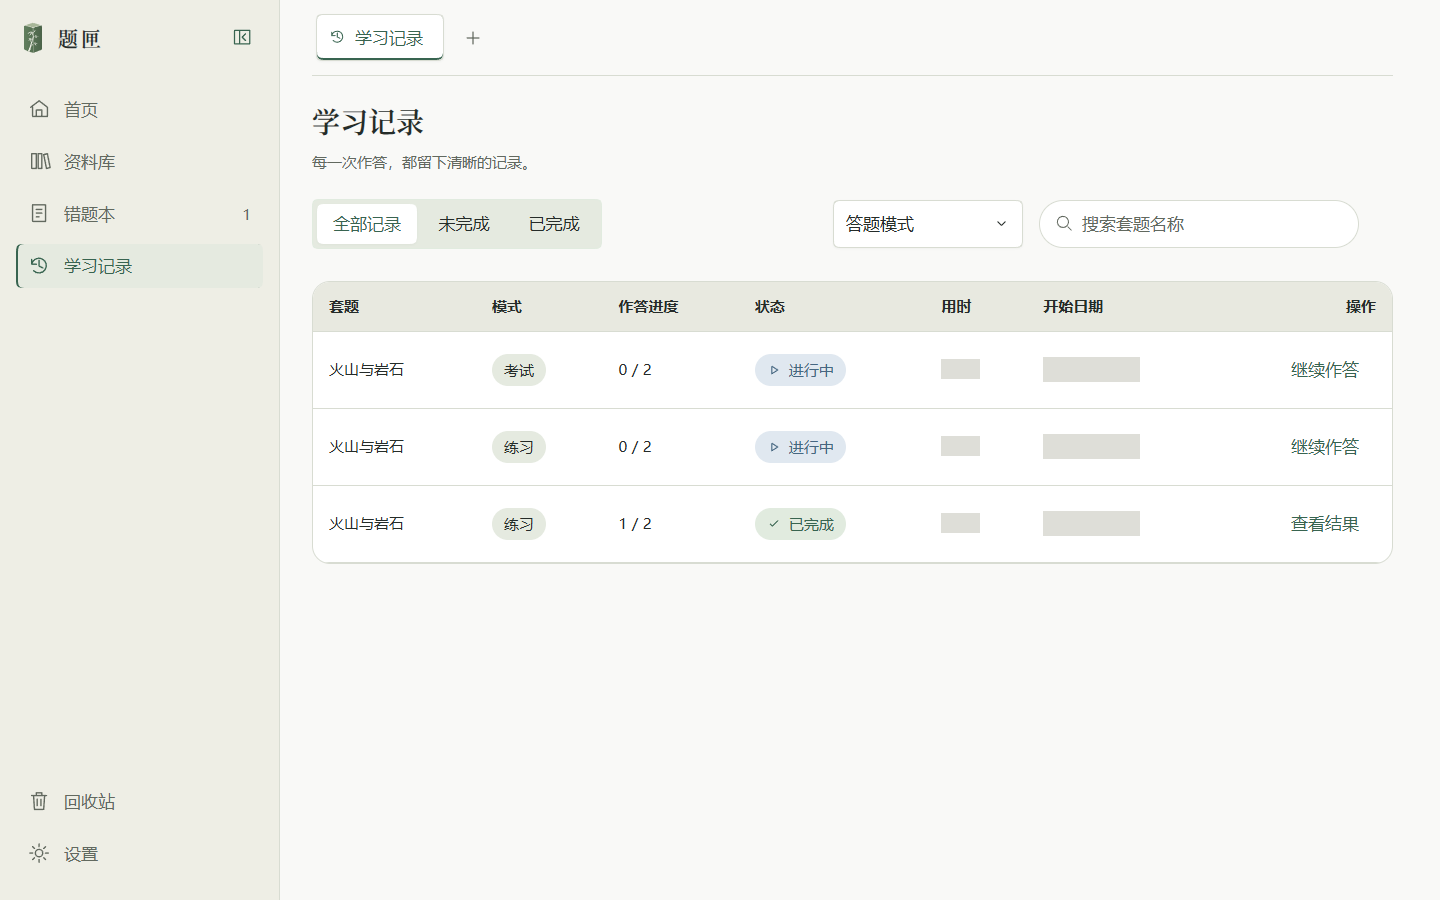 题匣
首页
资料库
错题本 1
学习记录
回收站
设置
学习记录
学习记录
每一次作答，都留下清晰的记录。
全部记录 未完成 已完成 答题模式 搜索套题名称
套题 模式 作答进度 状态 用时 开始日期 操作
火山与岩石 考试 0 / 2 进行中 继续作答
火山与岩石 练习 0 / 2 进行中 继续作答
火山与岩石 练习 1 / 2 已完成 查看结果